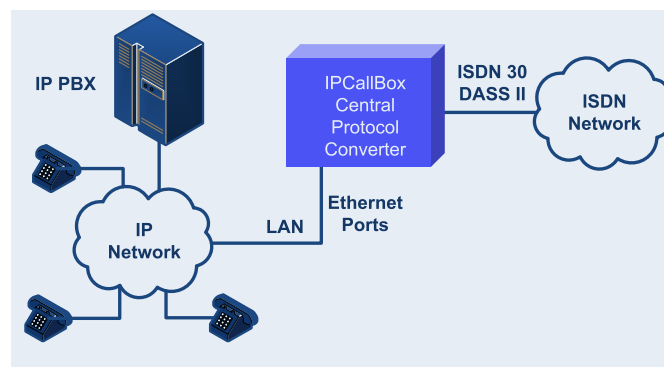 IP PBX
IPCallBox
Central
Protocol
Converter
ISDN 30
DASS II
ISDN
Network
Ethernet
Ports
LAN
IP
Network